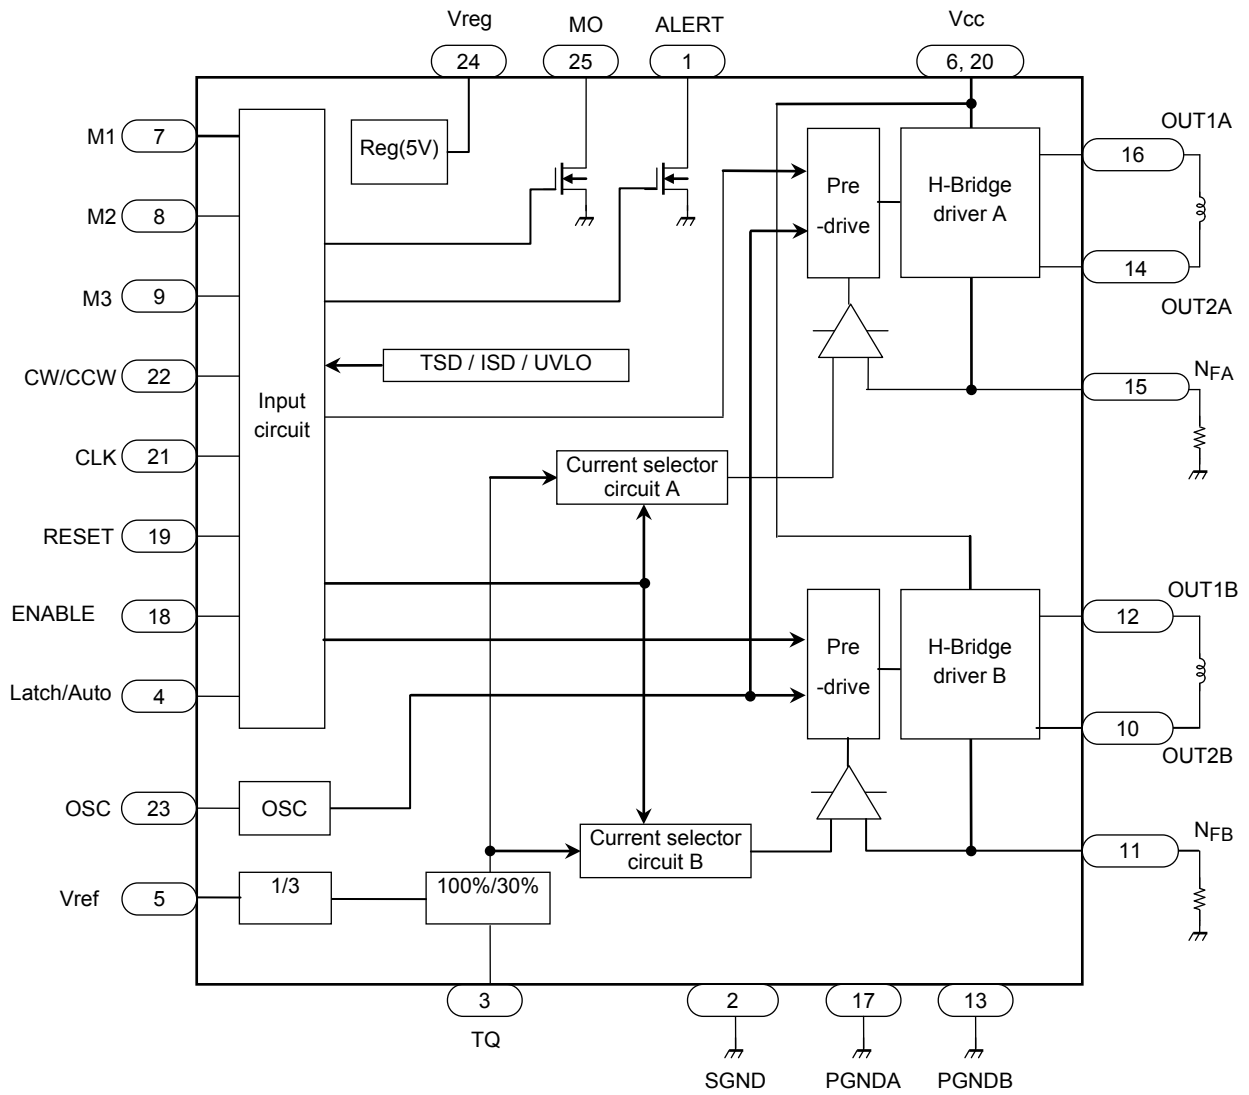 Vreg
MO
ALERT
Vcc
24
25
1
6, 20
M1
7
M2
8
M3
9
CW/CCW
22
CLK
21
RESET
19
ENABLE
18
Latch/Auto
4
OSC
23
Vref
5
Input
circuit
Reg(5V)
TSD / ISD / UVLO
Current selector
circuit A
Pre
-drive
H-Bridge
driver A
OUT1A
16
14
OUT2A
NFA
15
Pre
-drive
H-Bridge
driver B
OUT1B
12
10
OUT2B
NFB
11
OSC
Current selector
circuit B
1/3
100%/30%
3
TQ
2
SGND
17
PGNDA
13
PGNDB